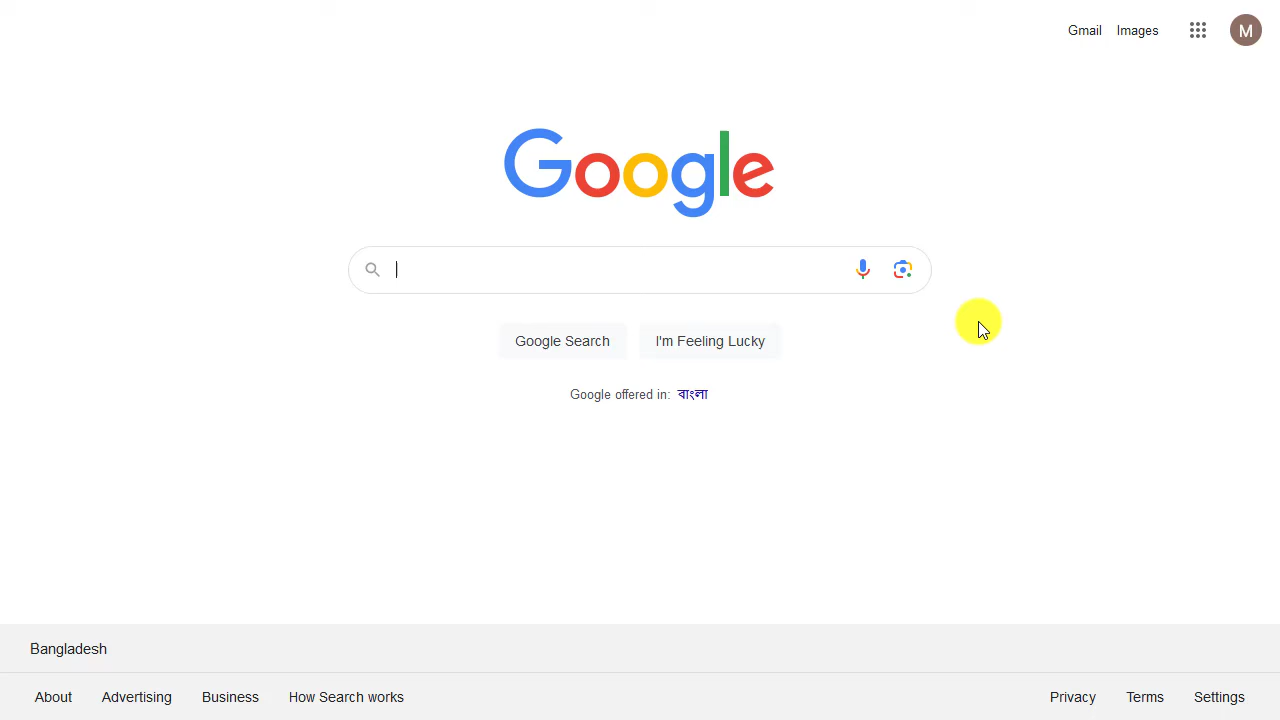 Gmail Images M
Google
Google Search I'm Feeling Lucky
Google offered in: বাংলা
Bangladesh
About Advertising Business How Search works Privacy Terms Settings